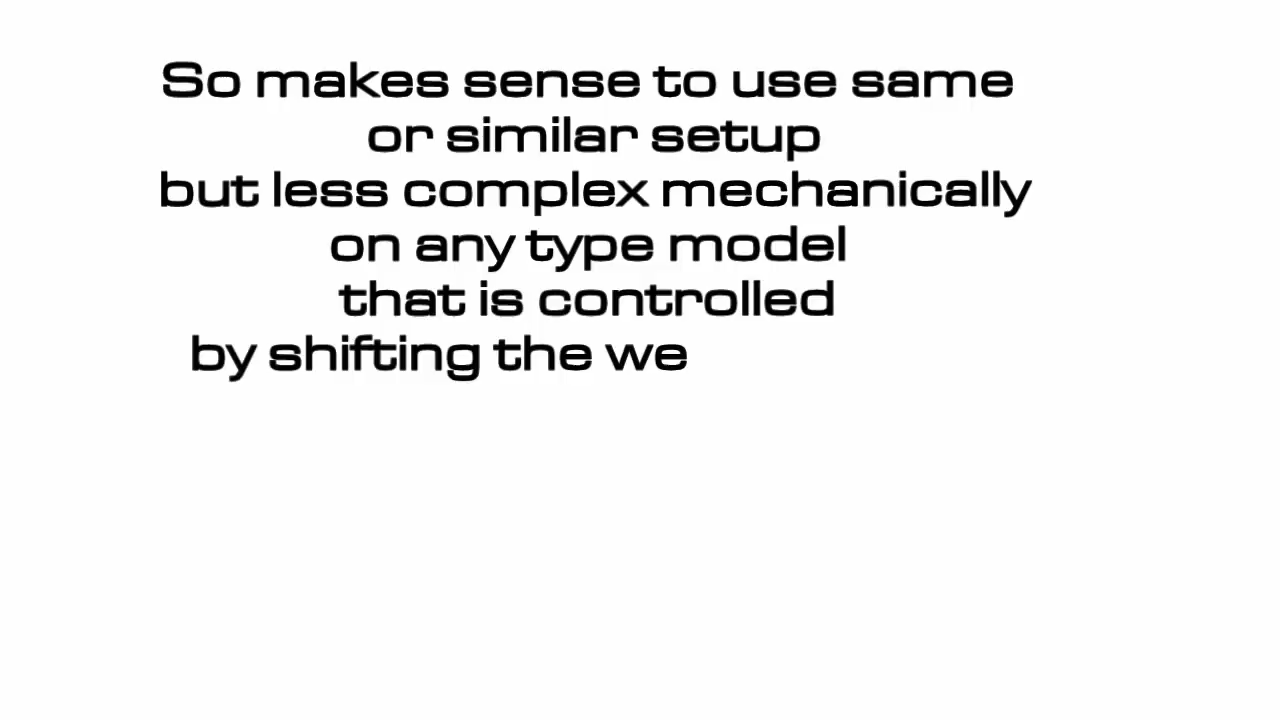 So makes sense to use same
or similar setup
but less complex mechanically
on any type model
that is controlled
by shifting the we